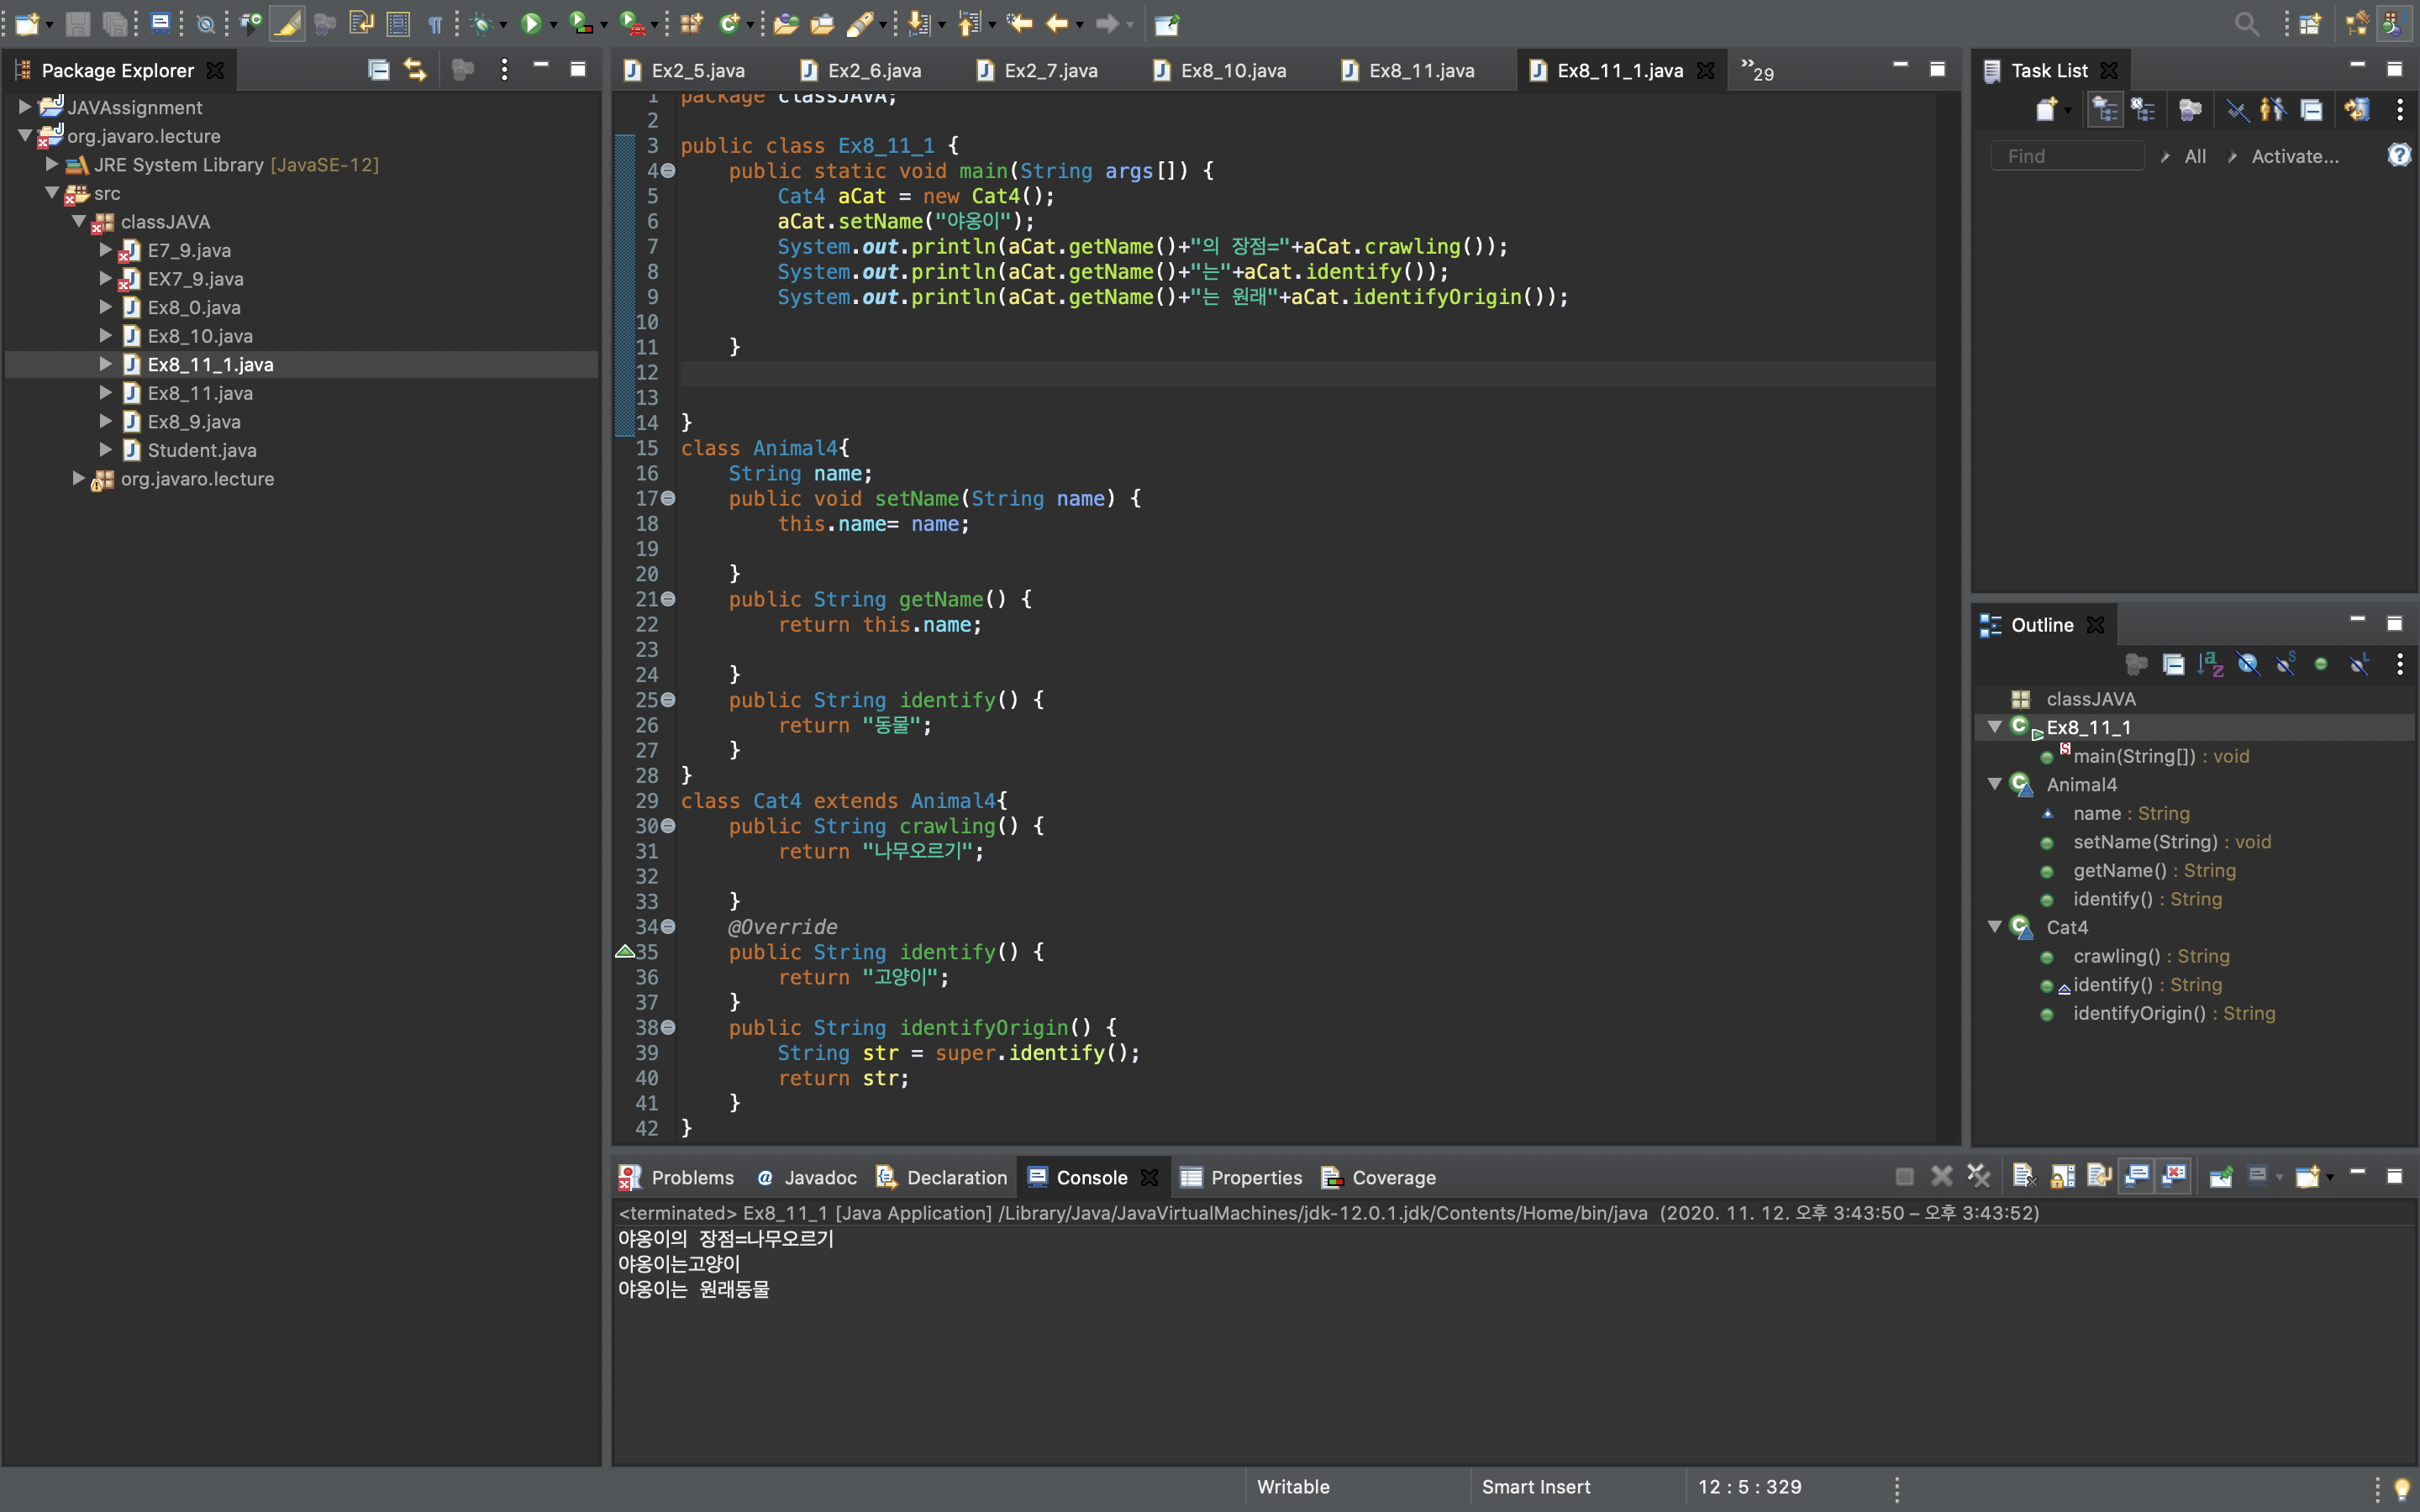 Package Explorer
JAVAssignment
org.javaro.lecture
JRE System Library [JavaSE-12]
src
classJAVA
E7_9.java
EX7_9.java
Ex8_0.java
Ex8_10.java
Ex8_11_1.java
Ex8_11.java
Ex8_9.java
Student.java
org.javaro.lecture
Ex2_5.java Ex2_6.java Ex2_7.java Ex8_10.java Ex8_11.java Ex8_11_1.java »29
1 package classJAVA;
2
3 public class Ex8_11_1 {
4 public static void main(String args[]) {
5 Cat4 aCat = new Cat4();
6 aCat.setName("야옹이");
7 System.out.println(aCat.getName()+"의 장점="+aCat.crawling());
8 System.out.println(aCat.getName()+"는"+aCat.identify());
9 System.out.println(aCat.getName()+"는 원래"+aCat.identifyOrigin());
10
11 }
12
13
14 }
15 class Animal4{
16 String name;
17 public void setName(String name) {
18 this.name= name;
19
20 }
21 public String getName() {
22 return this.name;
23
24 }
25 public String identify() {
26 return "동물";
27 }
28 }
29 class Cat4 extends Animal4{
30 public String crawling() {
31 return "나무오르기";
32
33 }
34 @Override
35 public String identify() {
36 return "고양이";
37 }
38 public String identifyOrigin() {
39 String str = super.identify();
40 return str;
41 }
42 }
Task List
Find All Activate...
Outline
classJAVA
Ex8_11_1
main(String[]) : void
Animal4
name : String
setName(String) : void
getName() : String
identify() : String
Cat4
crawling() : String
identify() : String
identifyOrigin() : String
Problems Javadoc Declaration Console Properties Coverage
<terminated> Ex8_11_1 [Java Application] /Library/Java/JavaVirtualMachines/jdk-12.0.1.jdk/Contents/Home/bin/java (2020. 11. 12. 오후 3:43:50 – 오후 3:43:52)
야옹이의 장점=나무오르기
야옹이는고양이
야옹이는 원래동물
Writable Smart Insert 12 : 5 : 329